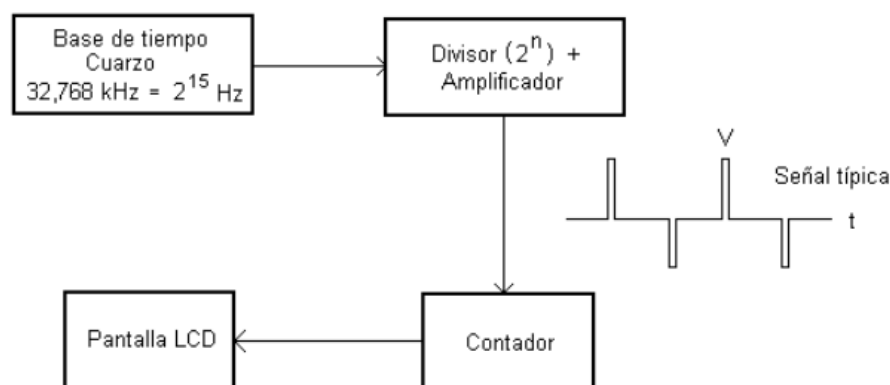 Base de tiempo
Cuarzo
32,768 kHz = 2^15 Hz
Divisor (2^n) +
Amplificador
V
Señal típica
t
Pantalla LCD
Contador